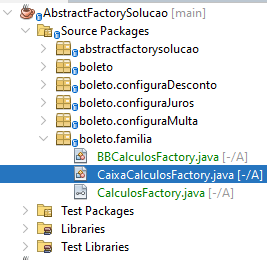 AbstractFactorySolucao [main]
Source Packages
abstractfactorysolucao
boleto
boleto.configuraDesconto
boleto.configuraJuros
boleto.configuraMulta
boleto.familia
BBCalculosFactory.java [-/A]
CaixaCalculosFactory.java [-/A]
CalculosFactory.java [-/A]
Test Packages
Libraries
Test Libraries